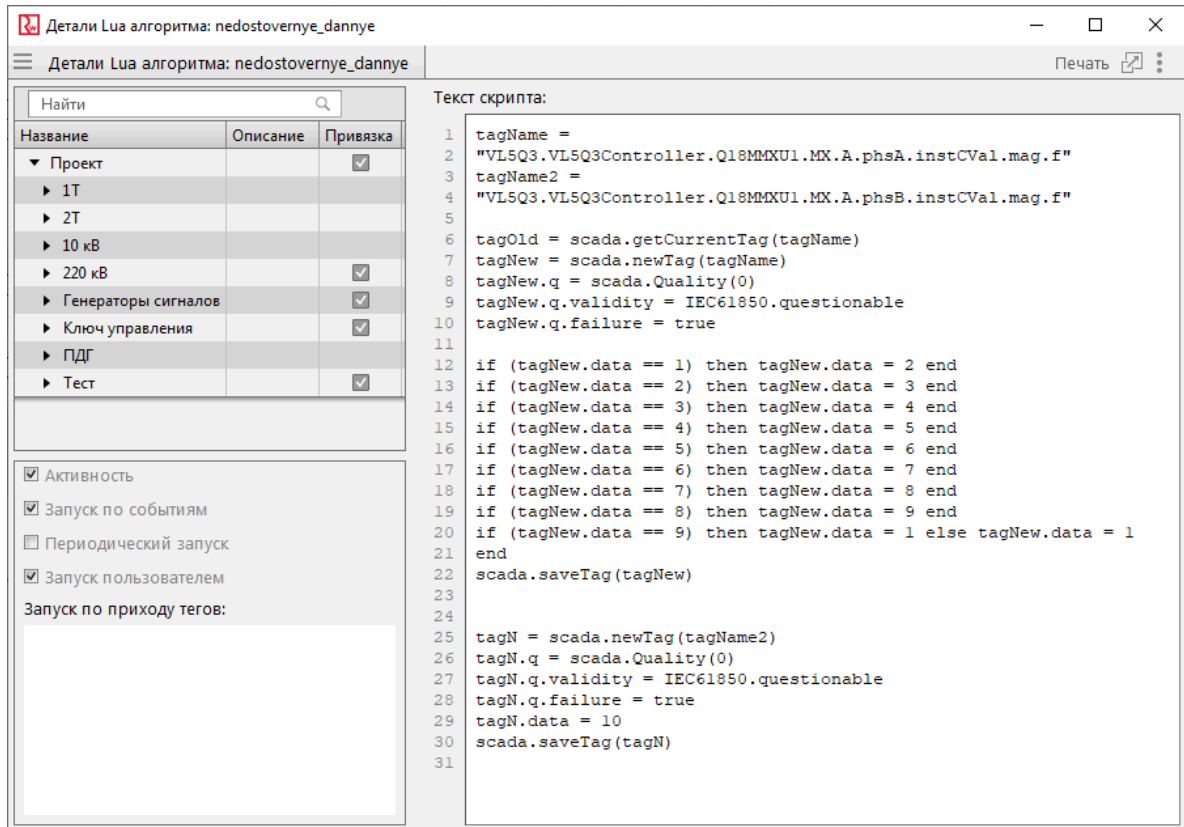 Детали Lua алгоритма: nedostovernye_dannye
Детали Lua алгоритма: nedostovernye_dannye
Печать
Найти
Название Описание Привязка
Проект
1Т
2Т
10 кВ
220 кВ
Генераторы сигналов
Ключ управления
ПДГ
Тест
Активность
Запуск по событиям
Периодический запуск
Запуск пользователем
Запуск по приходу тегов:
Текст скрипта:
1 tagName =
2 "VL5Q3.VL5Q3Controller.Q18MMXU1.MX.A.phsA.instCVal.mag.f"
3 tagName2 =
4 "VL5Q3.VL5Q3Controller.Q18MMXU1.MX.A.phsB.instCVal.mag.f"
5
6 tagOld = scada.getCurrentTag(tagName)
7 tagNew = scada.newTag(tagName)
8 tagNew.q = scada.Quality(0)
9 tagNew.q.validity = IEC61850.questionable
10 tagNew.q.failure = true
11
12 if (tagNew.data == 1) then tagNew.data = 2 end
13 if (tagNew.data == 2) then tagNew.data = 3 end
14 if (tagNew.data == 3) then tagNew.data = 4 end
15 if (tagNew.data == 4) then tagNew.data = 5 end
16 if (tagNew.data == 5) then tagNew.data = 6 end
17 if (tagNew.data == 6) then tagNew.data = 7 end
18 if (tagNew.data == 7) then tagNew.data = 8 end
19 if (tagNew.data == 8) then tagNew.data = 9 end
20 if (tagNew.data == 9) then tagNew.data = 1 else tagNew.data = 1
21 end
22 scada.saveTag(tagNew)
23
24
25 tagN = scada.newTag(tagName2)
26 tagN.q = scada.Quality(0)
27 tagN.q.validity = IEC61850.questionable
28 tagN.q.failure = true
29 tagN.data = 10
30 scada.saveTag(tagN)
31